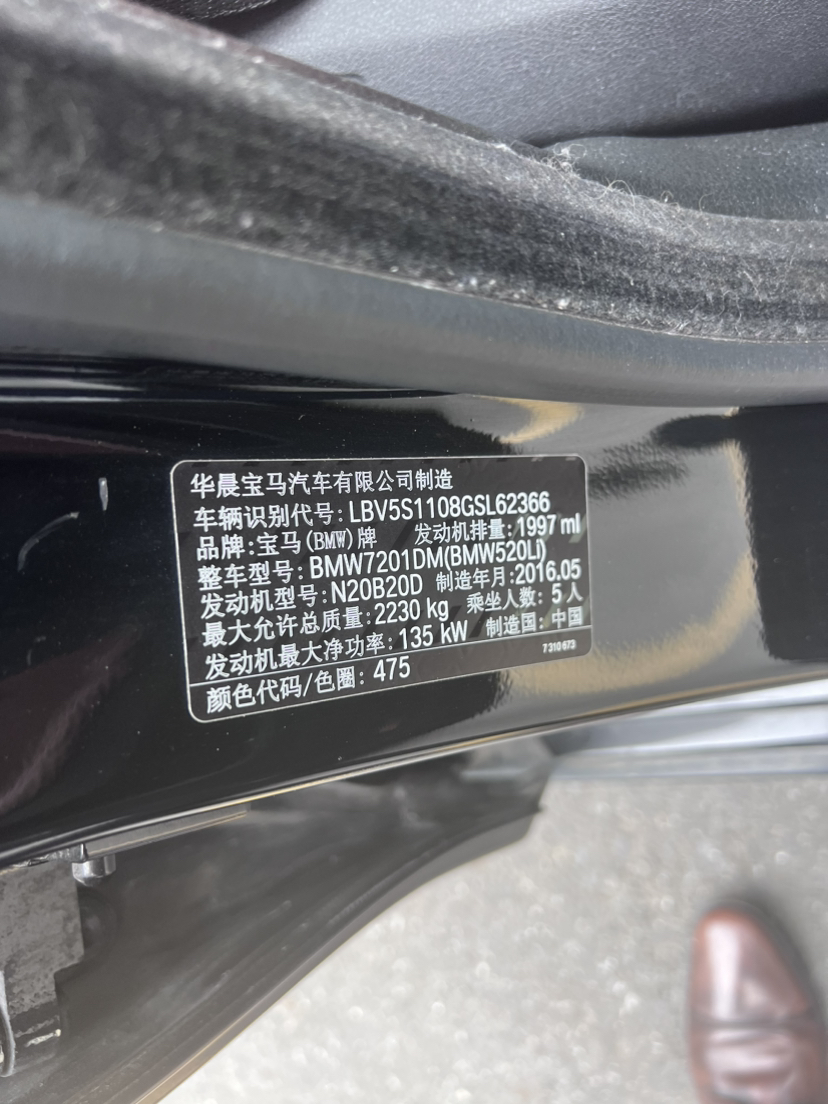 华晨宝马汽车有限公司制造
车辆识别代号: LBV5S1108GSL62366
品牌: 宝马(BMW)牌 发动机排量: 1997 ml
整车型号: BMW7201DM(BMW520Li)
发动机型号: N20B20D 制造年月: 2016.05
最大允许总质量: 2230 kg 乘坐人数: 5 人
发动机最大净功率: 135 kW 制造国: 中国
颜色代码/色圈: 475 7 310 673